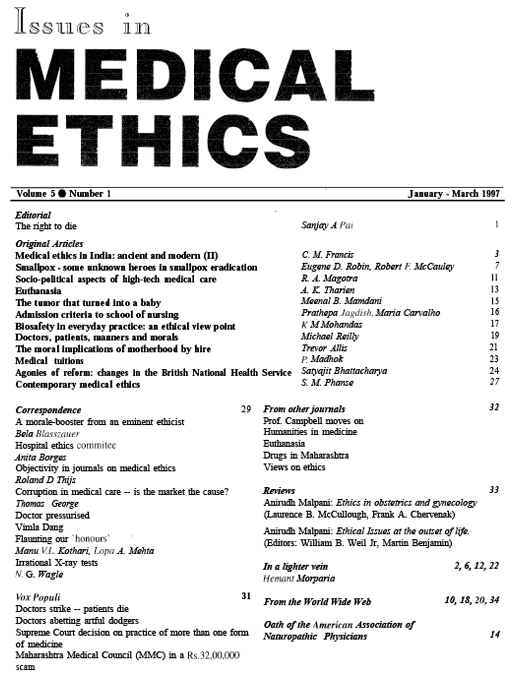 Issues in
MEDICAL
ETHICS
Volume 5 ● Number 1 January - March 1997
Editorial
The right to die Sanjay A Pai 1
Original Articles
Medical ethics in India: ancient and modern (II) C. M. Francis 3
Smallpox - some unknown heroes in smallpox eradication Eugene D. Robin, Robert F. McCauley 7
Socio-political aspects of high-tech medical care R. A. Magotra 11
Euthanasia A. K. Tharien 13
The tumor that turned into a baby Meenal B. Mamdani 15
Admission criteria to school of nursing Prathepa Jagdish, Maria Carvalho 16
Biosafety in everyday practice: an ethical view point K M Mohandas 17
Doctors, patients, manners and morals Michael Reilly 19
The moral implications of motherhood by hire Trevor Allis 21
Medical tuitions P. Madhok 23
Agonies of reform: changes in the British National Health Service Satyajit Bhattacharya 24
Contemporary medical ethics S. M. Phanse 27
Correspondence 29
A morale-booster from an eminent ethicist
Bela Blasszauer
Hospital ethics commitee
Anita Borges
Objectivity in journals on medical ethics
Roland D Thijs
Corruption in medical care -- is the market the cause?
Thomas George
Doctor pressurised
Vimla Dang
Flaunting our `honours'
Manu V.L. Kothari, Lopa A. Mehta
Irrational X-ray tests
N. G. Wagle
Vox Populi 31
Doctors strike -- patients die
Doctors abetting artful dodgers
Supreme Court decision on practice of more than one form
of medicine
Maharashtra Medical Council (MMC) in a Rs.32,00,000
scam
From other journals 32
Prof. Campbell moves on
Humanities in medicine
Euthanasia
Drugs in Maharashtra
Views on ethics
Reviews 33
Anirudh Malpani: Ethics in obstetrics and gynecology
(Laurence B. McCullough, Frank A. Chervenak)
Anirudh Malpani: Ethical Issues at the outset of life.
(Editors: William B. Weil Jr, Martin Benjamin)
In a lighter vein 2, 6, 12, 22
Hemant Morparia
From the World Wide Web 10, 18, 20, 34
Oath of the American Association of
Naturopathic Physicians 14